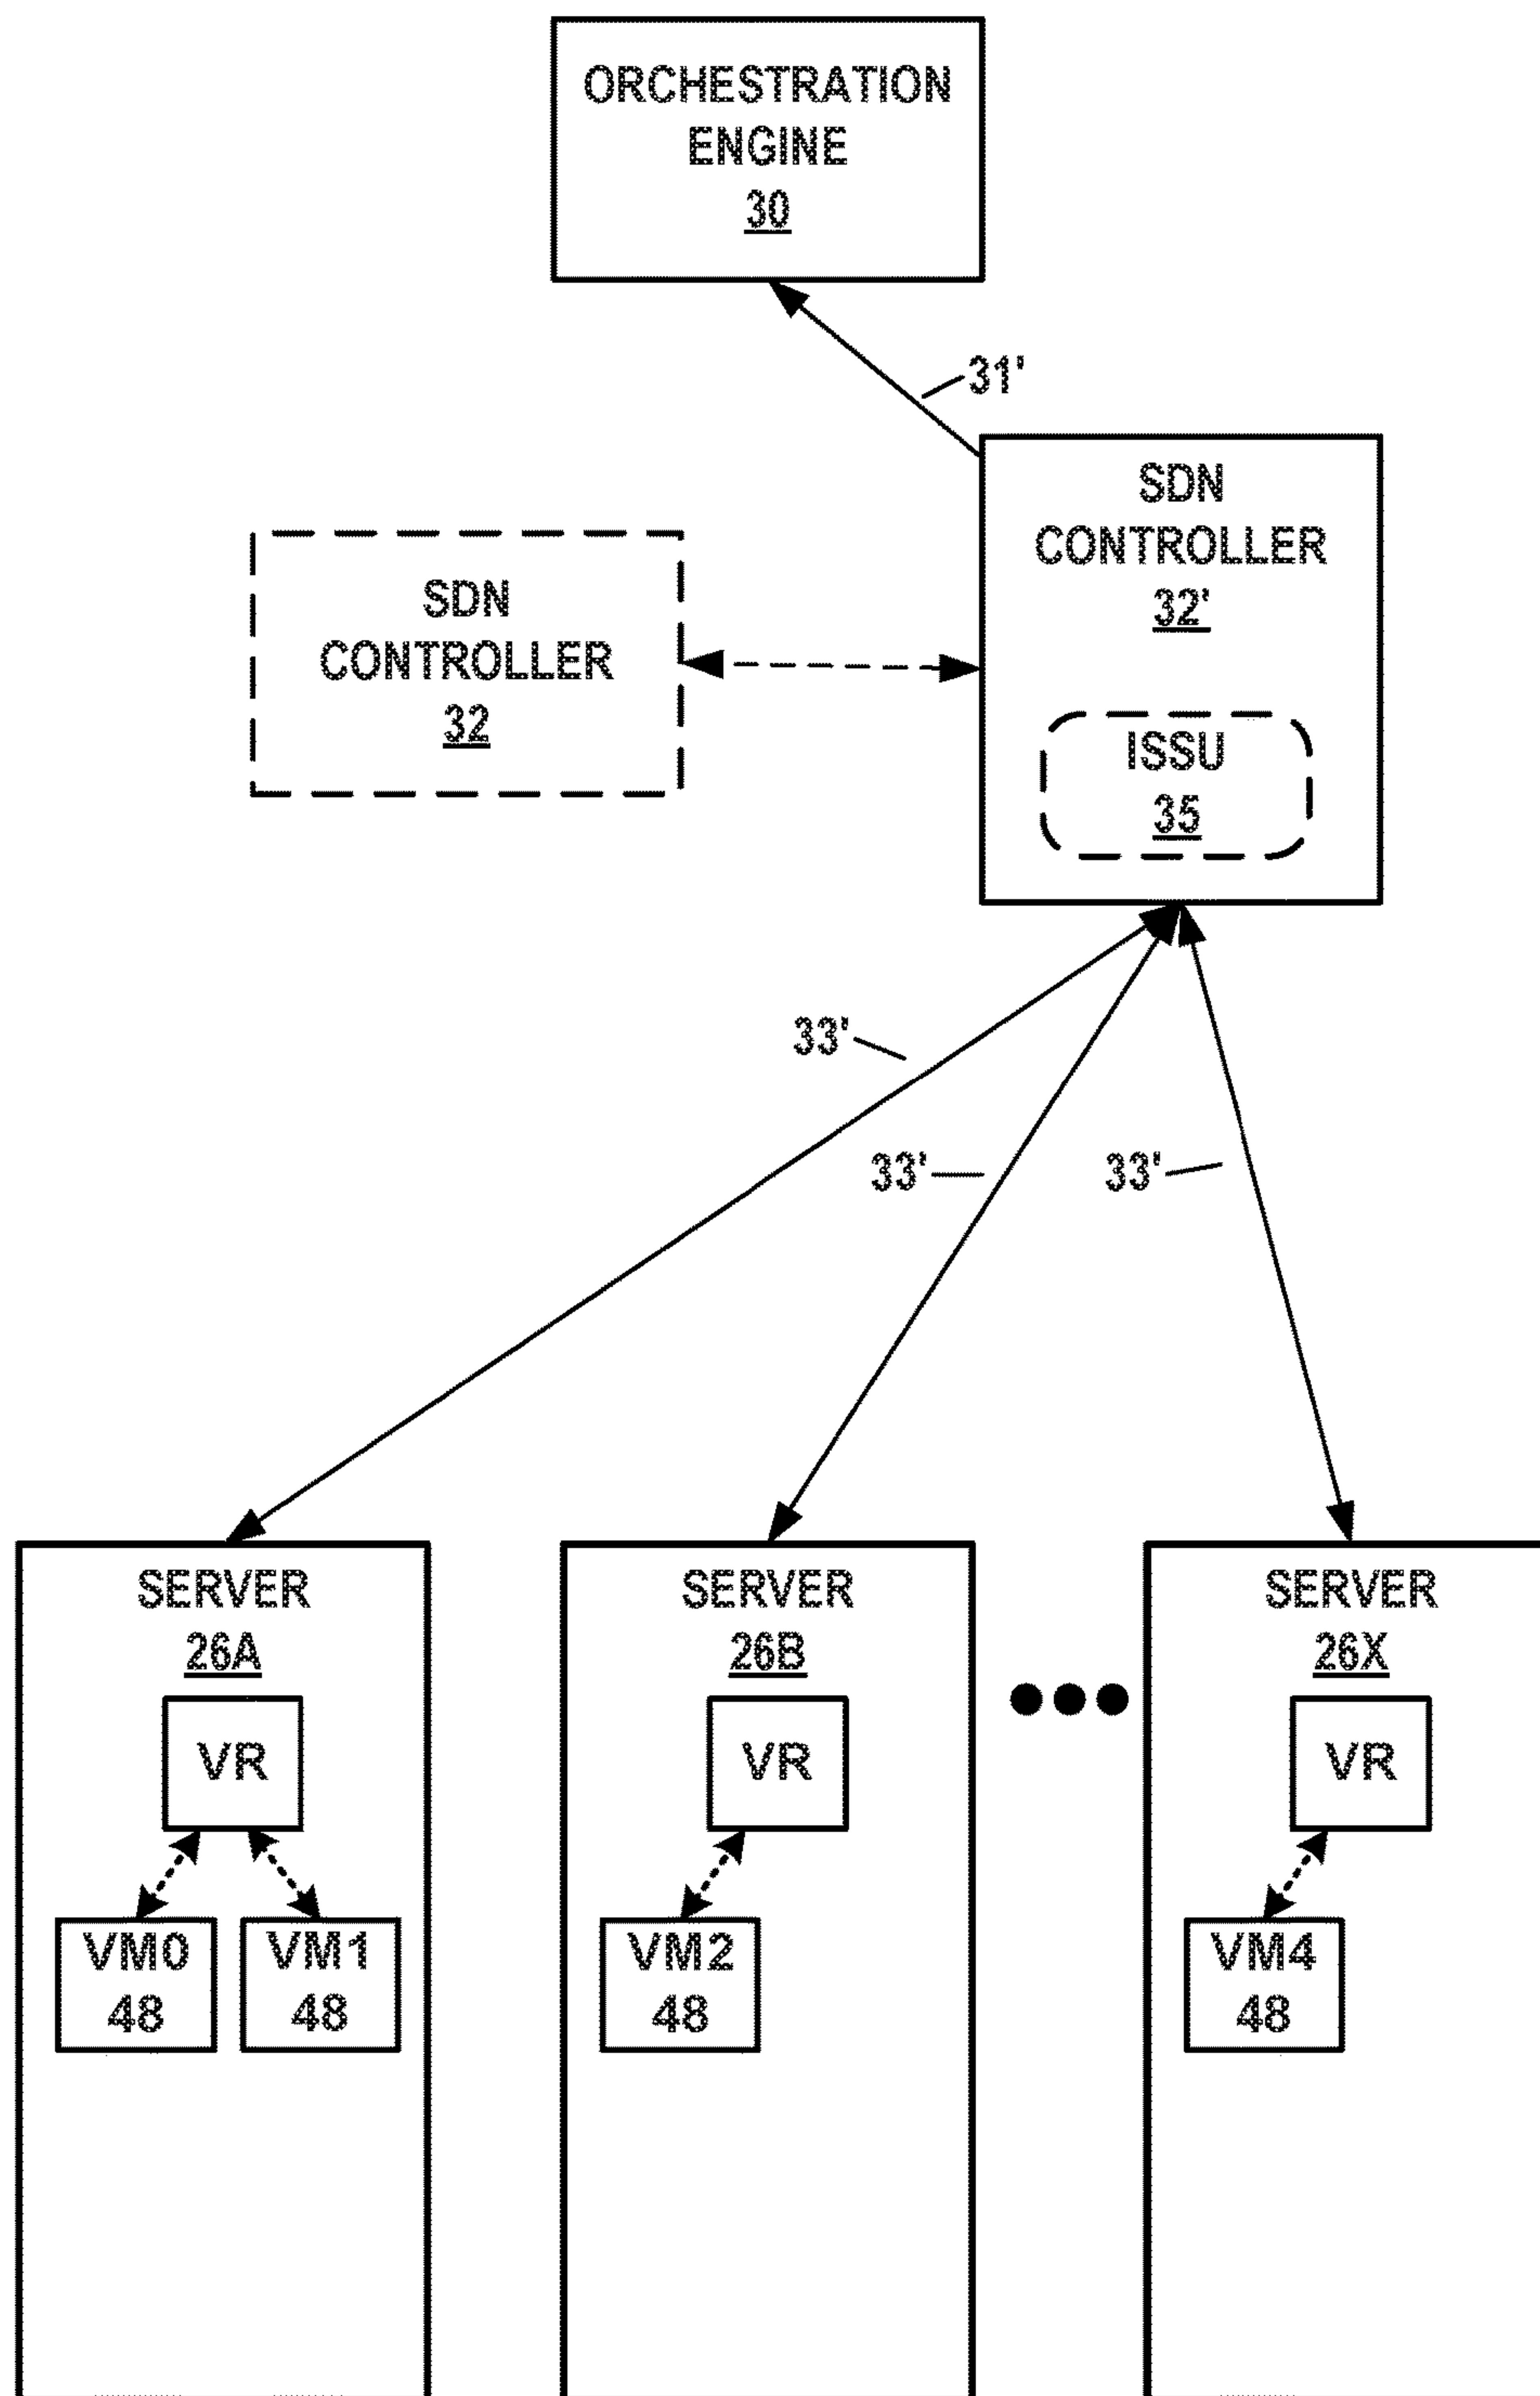 ORCHESTRATION
ENGINE
30
31'
SDN
CONTROLLER
32'
SDN
CONTROLLER
32
ISSU
35
33'
33'
33'
SERVER
26A
VR
VM0
48
VM1
48
SERVER
26B
VR
VM2
48
SERVER
26X
VR
VM4
48